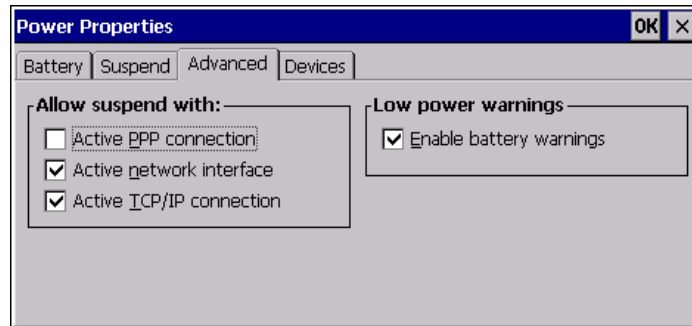 Power Properties OK ×
Battery Suspend Advanced Devices
Allow suspend with:
Active PPP connection
Active network interface
Active TCP/IP connection
Low power warnings
Enable battery warnings